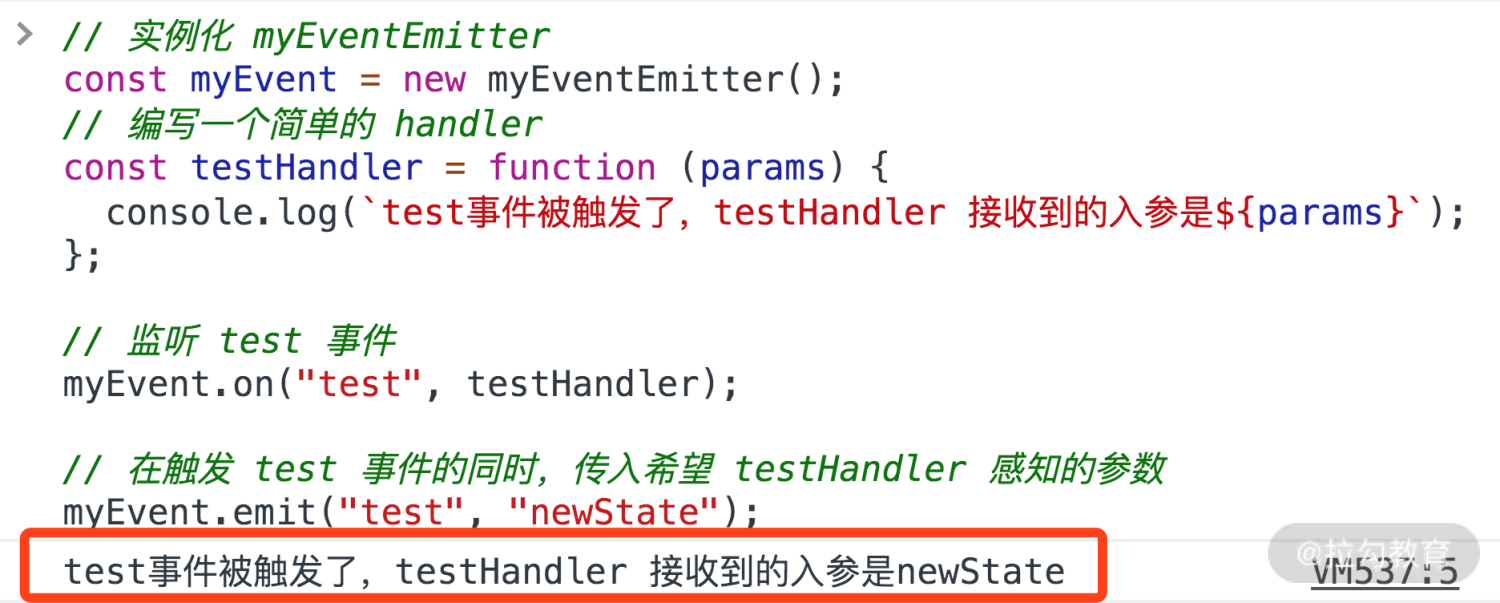 // 实例化 myEventEmitter
const myEvent = new myEventEmitter();
// 编写一个简单的 handler
const testHandler = function (params) {
  console.log(`test事件被触发了，testHandler 接收到的入参是${params}`);
};
// 监听 test 事件
myEvent.on("test", testHandler);
// 在触发 test 事件的同时，传入希望 testHandler 感知的参数
myEvent.emit("test", "newState");
test事件被触发了，testHandler 接收到的入参是newState
@拉勾教育
VM537:5